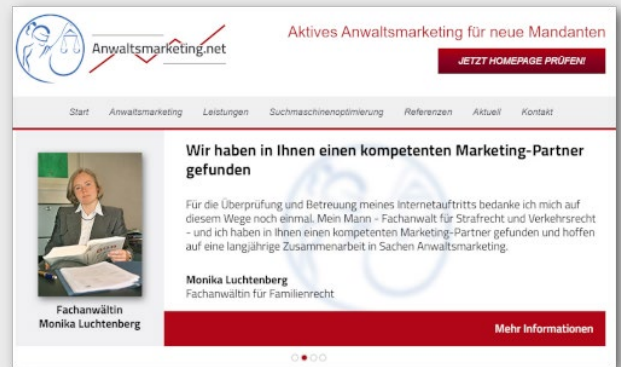 Anwaltsmarketing.net
Aktives Anwaltsmarketing für neue Mandanten
JETZT HOMEPAGE PRÜFEN!
Start Anwaltsmarketing Leistungen Suchmaschinenoptimierung Referenzen Aktuell Kontakt
Wir haben in Ihnen einen kompetenten Marketing-Partner
gefunden
Für die Überprüfung und Betreuung meines Internetauftritts bedanke ich mich auf
diesem Wege noch einmal. Mein Mann - Fachanwalt für Strafrecht und Verkehrsrecht
- und ich haben in Ihnen einen kompetenten Marketing-Partner gefunden und hoffen
auf eine langjährige Zusammenarbeit in Sachen Anwaltsmarketing.
Monika Luchtenberg
Fachanwältin für Familienrecht
Fachanwältin
Monika Luchtenberg
Mehr Informationen